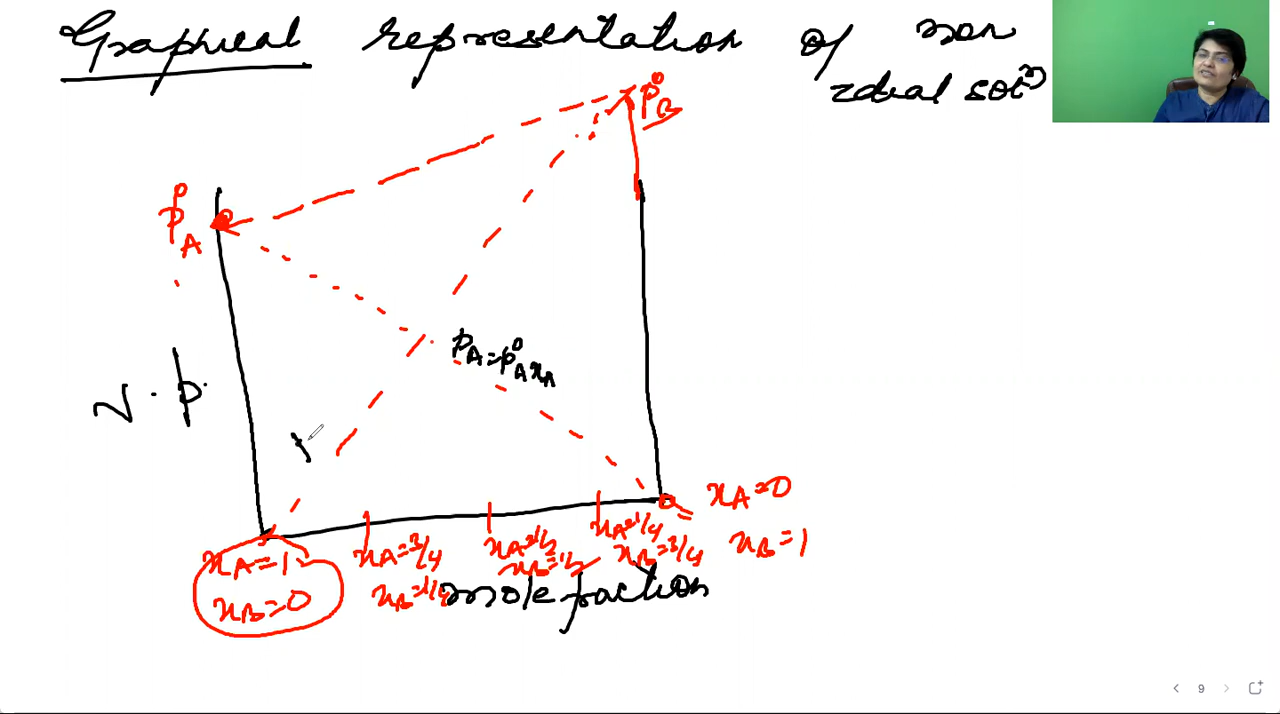 Graphical representation of non
ideal solⁿ
p°B
p°A
V.P.
pA=p°A xA
xA=1
xB=0
xA=3/4
xB=1/4
xA=1/2
xB=1/2
xA=1/4
xB=3/4
xA=0
xB=1
mole fraction
9